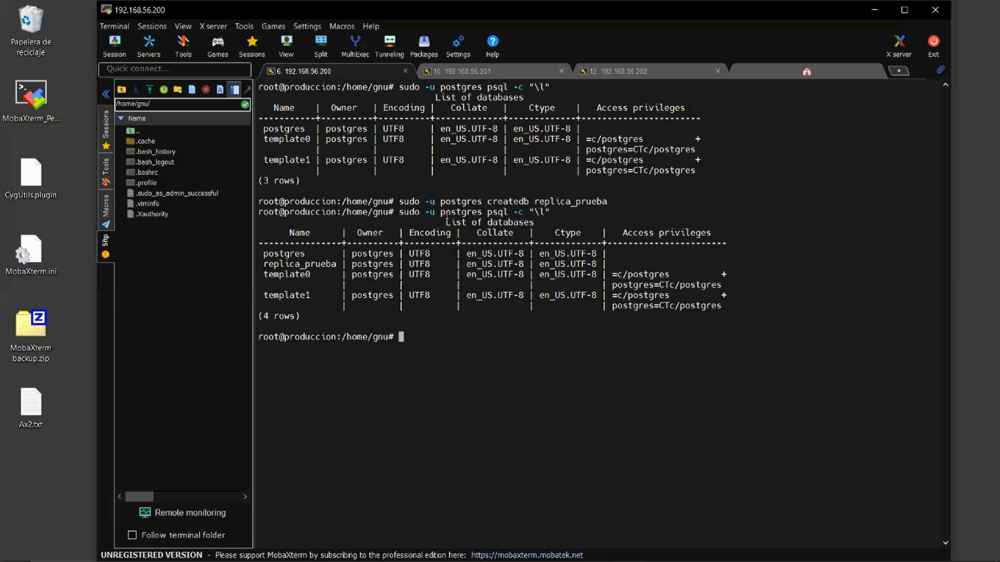 192.168.56.200
Terminal Sessions View X server Tools Games Settings Macros Help
Session Servers Tools Games Sessions View Split MultiExec Tunneling Packages Settings Help X server Exit
Quick connect...
6. 192.168.56.200
10. 192.168.56.201
12. 192.168.56.202
/home/gnu/
Name
..
.cache
.bash_history
.bash_logout
.bashrc
.profile
.sudo_as_admin_successful
.viminfo
.Xauthority
Sessions
Tools
Macros
Sftp
Remote monitoring
Follow terminal folder
root@produccion:/home/gnu# sudo -u postgres psql -c "\l"
List of databases
Name | Owner | Encoding | Collate | Ctype | Access privileges
-----------+----------+----------+-------------+-------------+-----------------------
postgres | postgres | UTF8 | en_US.UTF-8 | en_US.UTF-8 |
template0 | postgres | UTF8 | en_US.UTF-8 | en_US.UTF-8 | =c/postgres +
| | | | | postgres=CTc/postgres
template1 | postgres | UTF8 | en_US.UTF-8 | en_US.UTF-8 | =c/postgres +
| | | | | postgres=CTc/postgres
(3 rows)
root@produccion:/home/gnu# sudo -u postgres createdb replica_prueba
root@produccion:/home/gnu# sudo -u postgres psql -c "\l"
List of databases
Name | Owner | Encoding | Collate | Ctype | Access privileges
----------------+----------+----------+-------------+-------------+-----------------------
postgres | postgres | UTF8 | en_US.UTF-8 | en_US.UTF-8 |
replica_prueba | postgres | UTF8 | en_US.UTF-8 | en_US.UTF-8 |
template0 | postgres | UTF8 | en_US.UTF-8 | en_US.UTF-8 | =c/postgres +
| | | | | postgres=CTc/postgres
template1 | postgres | UTF8 | en_US.UTF-8 | en_US.UTF-8 | =c/postgres +
| | | | | postgres=CTc/postgres
(4 rows)
root@produccion:/home/gnu#
UNREGISTERED VERSION - Please support MobaXterm by subscribing to the professional edition here: https://mobaxterm.mobatek.net
Papelera de
reciclaje
MobaXterm_Pe...
CygUtils.plugin
MobaXterm.ini
MobaXterm
backup.zip
Ax2.txt